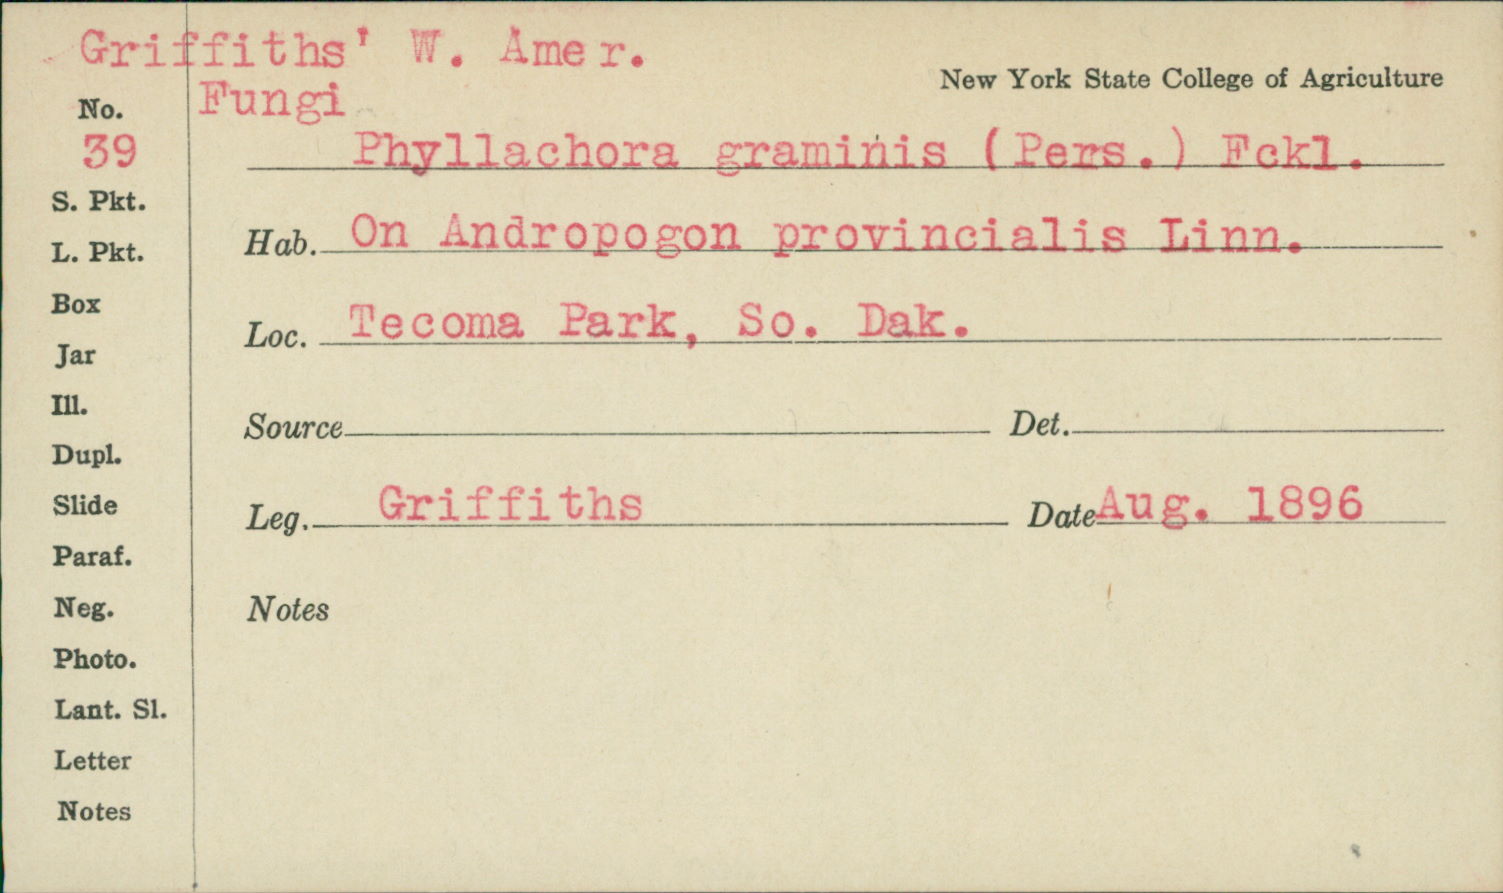 Griffiths' W. Amer.
Fungi
New York State College of Agriculture
No.
39
Phyllachora graminis (Pers.) Fckl.
S. Pkt.
L. Pkt.
Box
Jar
Ill.
Dupl.
Slide
Paraf.
Neg.
Photo.
Lant. Sl.
Letter
Notes
Hab. On Andropogon provincialis Linn.
Loc. Tecoma Park, So. Dak.
Source Det.
Leg. Griffiths Date Aug. 1896
Notes